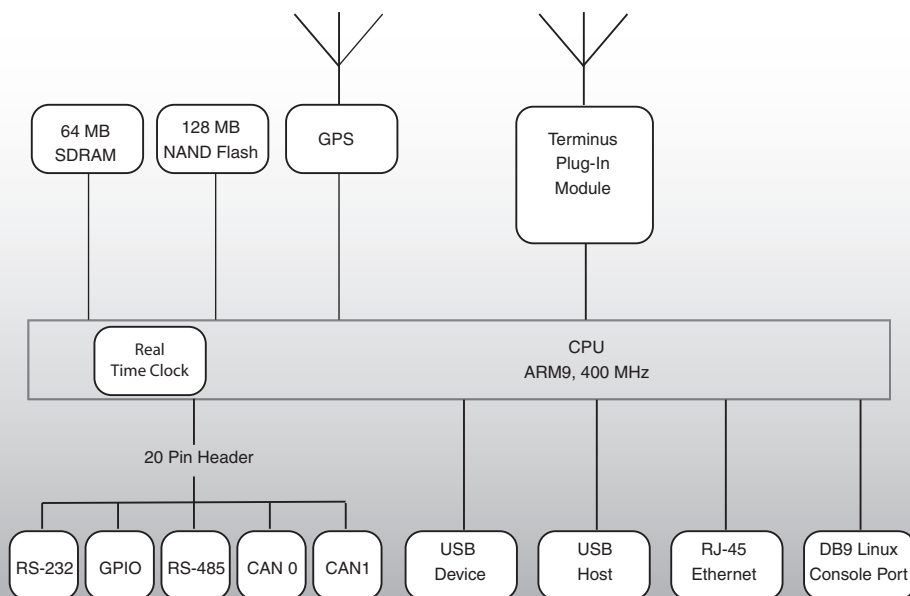 64 MB
SDRAM
128 MB
NAND Flash
GPS
Terminus
Plug-In
Module
Real
Time Clock
CPU
ARM9, 400 MHz
20 Pin Header
RS-232
GPIO
RS-485
CAN 0
CAN1
USB
Device
USB
Host
RJ-45
Ethernet
DB9 Linux
Console Port